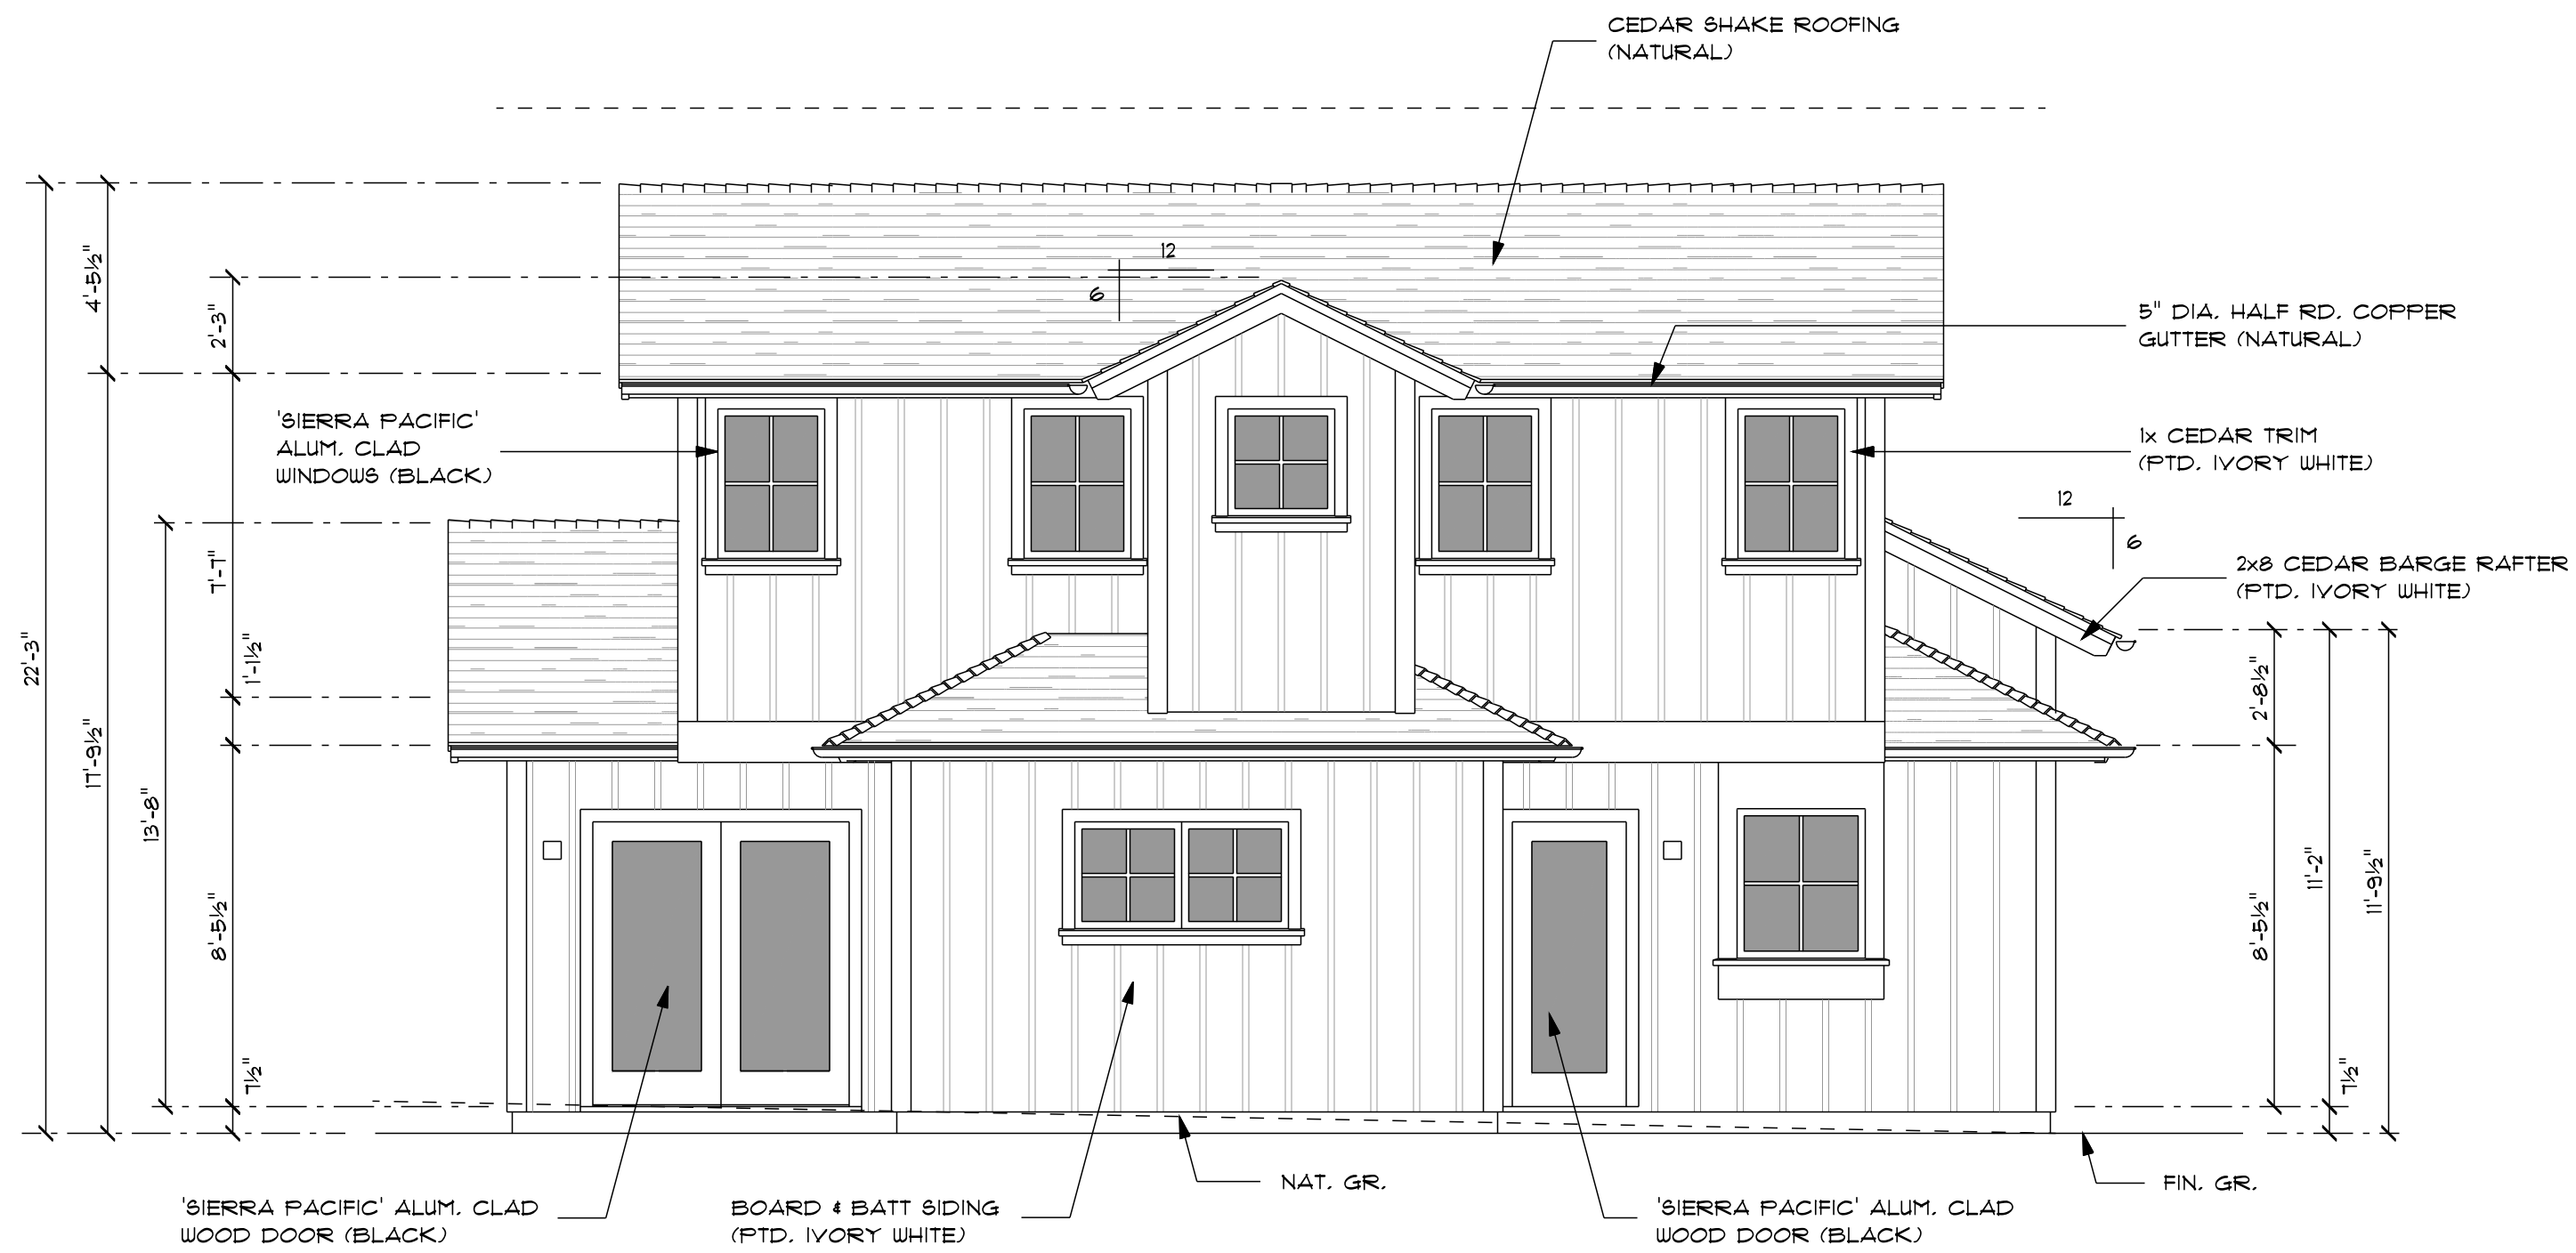 CEDAR SHAKE ROOFING
(NATURAL)
12
6
4'-5½"
2'-3"
5" DIA. HALF RD. COPPER
GUTTER (NATURAL)
'SIERRA PACIFIC'
ALUM. CLAD
WINDOWS (BLACK)
1x CEDAR TRIM
(PTD. IVORY WHITE)
12
6
2x8 CEDAR BARGE RAFTER
(PTD. IVORY WHITE)
7'-7"
22'-3"
1'-1½"
17'-9½"
13'-8"
8'-5½"
7½"
2'-8½"
11'-2"
11'-9½"
8'-5½"
7½"
NAT. GR.
FIN. GR.
'SIERRA PACIFIC' ALUM. CLAD
WOOD DOOR (BLACK)
BOARD & BATT SIDING
(PTD. IVORY WHITE)
'SIERRA PACIFIC' ALUM. CLAD
WOOD DOOR (BLACK)